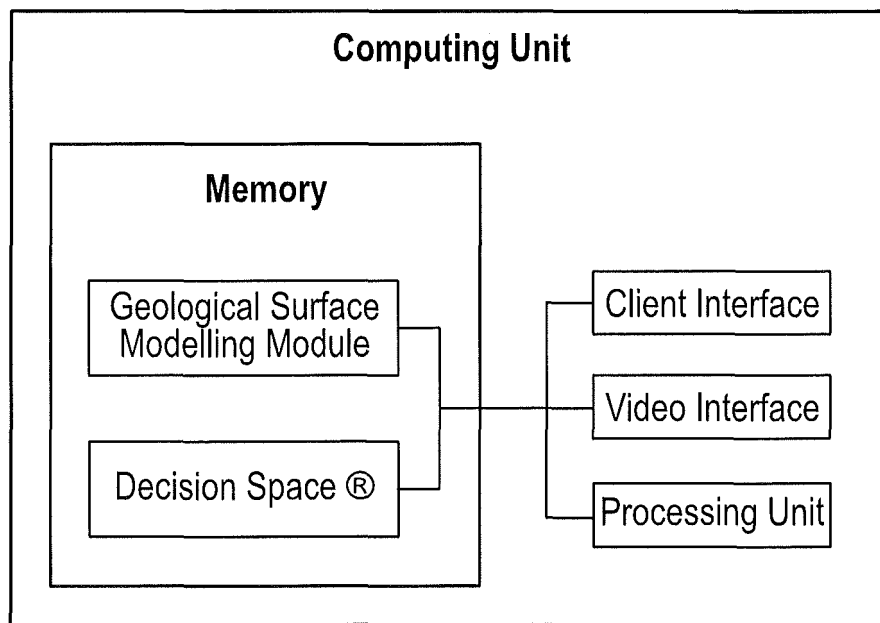 Computing Unit
Memory
Geological Surface
Modelling Module
Decision Space ®
Client Interface
Video Interface
Processing Unit